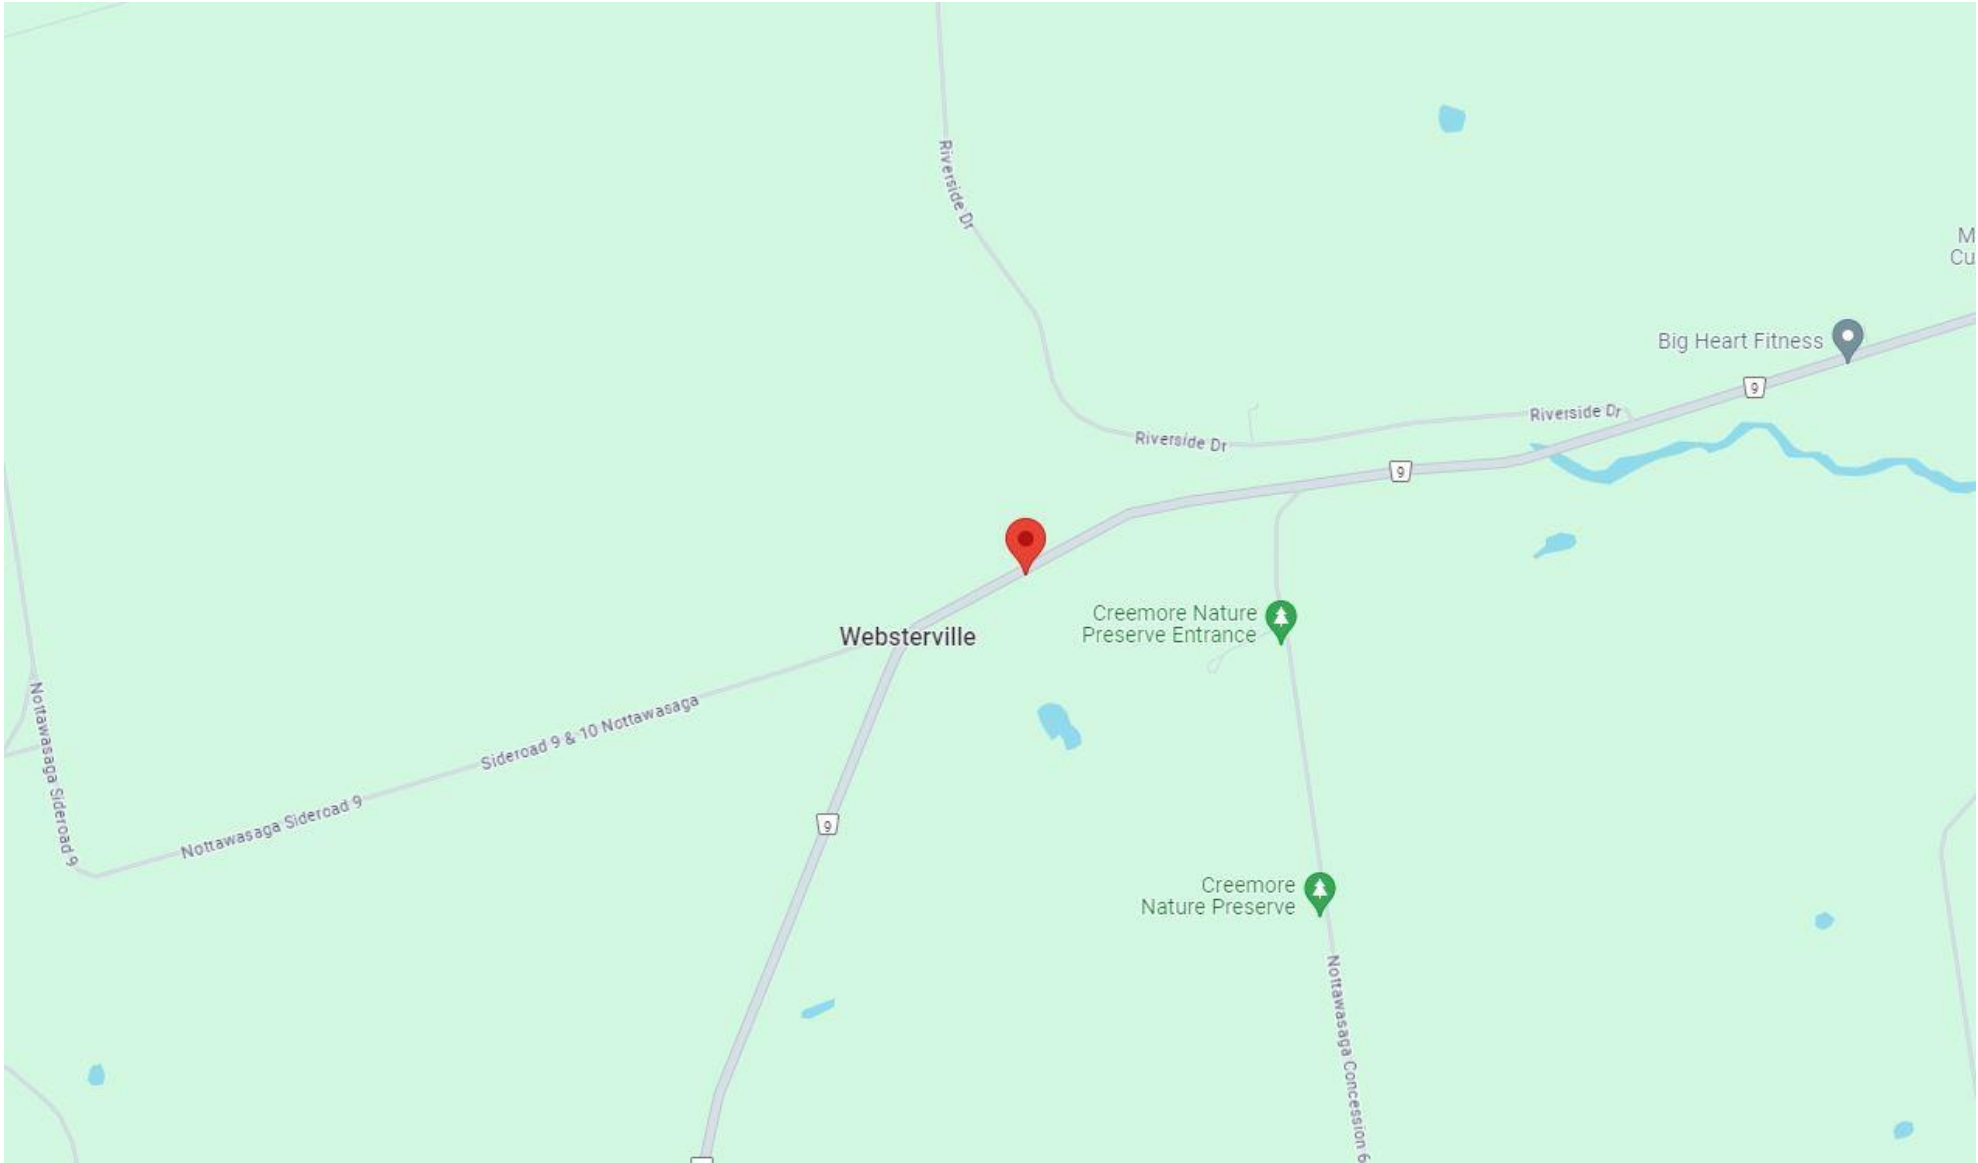 Riverside Dr
M
Cu
Big Heart Fitness
9
Riverside Dr
Riverside Dr
9
Creemore Nature
Preserve Entrance
Websterville
Sideroad 9 & 10 Nottawasaga
Nottawasaga Sideroad 9
Nottawasaga Sideroad 9
9
Creemore
Nature Preserve
Nottawasaga Concession 6